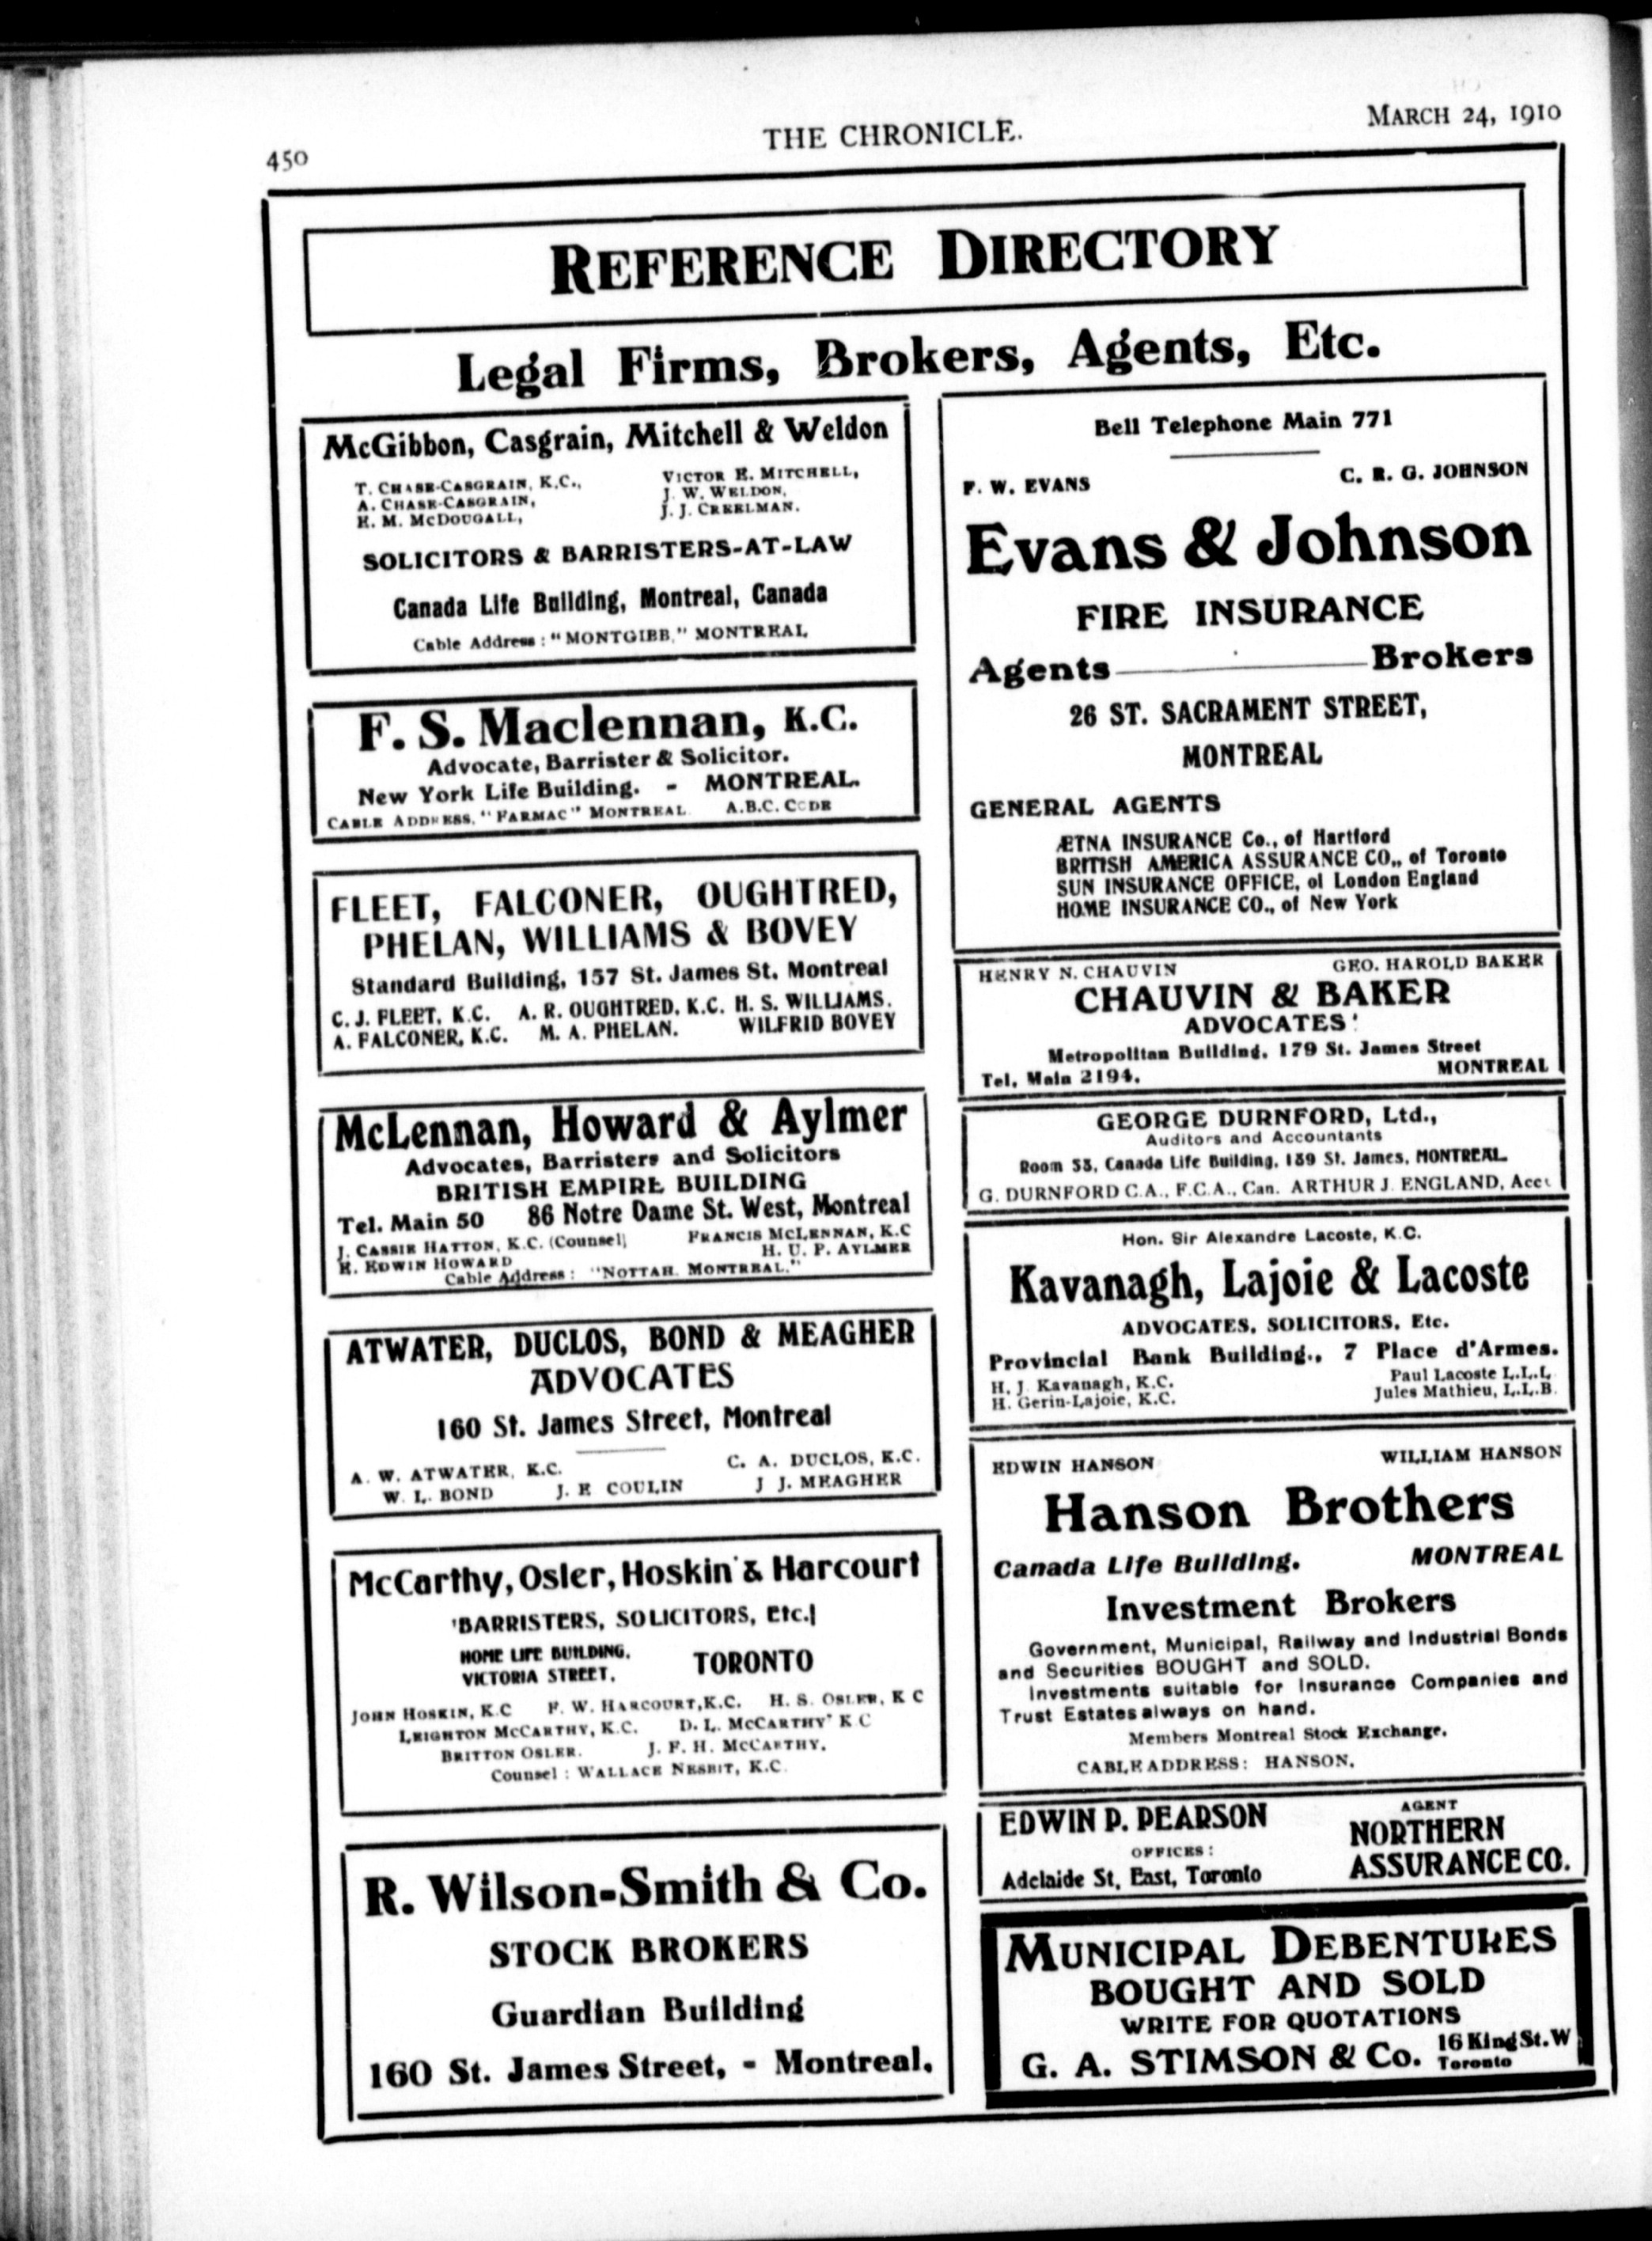 450
THE CHRONICLE.
MARCH 24, 1910
REFERENCE DIRECTORY
Legal Firms, Brokers, Agents, Etc.
McGibbon, Casgrain, Mitchell & Weldon
T. CHASE-CASGRAIN, K.C., VICTOR E. MITCHELL,
A. CHASE-CASGRAIN, J. W. WELDON,
E. M. McDOUGALL, J. J. CREELMAN.
SOLICITORS & BARRISTERS-AT-LAW
Canada Life Building, Montreal, Canada
Cable Address: "MONTGIBB," MONTREAL
F. S. Maclennan, K.C.
Advocate, Barrister & Solicitor.
New York Life Building. - MONTREAL.
CABLE ADDRESS, "FARMAC" MONTREAL. A.B.C. CODE
FLEET, FALCONER, OUGHTRED,
PHELAN, WILLIAMS & BOVEY
Standard Building, 157 St. James St. Montreal
C. J. FLEET, K.C. A. R. OUGHTRED, K.C. H. S. WILLIAMS.
A. FALCONER, K.C. M. A. PHELAN. WILFRID BOVEY
McLennan, Howard & Aylmer
Advocates, Barristers and Solicitors
BRITISH EMPIRE BUILDING
Tel. Main 50 86 Notre Dame St. West, Montreal
J. CASSIE HATTON, K.C. (Counsel) FRANCIS McLENNAN, K.C
E. EDWIN HOWARD H. U. P. AYLMER
Cable Address: "NOTTAH, MONTREAL."
ATWATER, DUCLOS, BOND & MEAGHER
ADVOCATES
160 St. James Street, Montreal
A. W. ATWATER, K.C. C. A. DUCLOS, K.C.
W. L. BOND J. E COULIN J J. MEAGHER
McCarthy, Osler, Hoskin & Harcourt
BARRISTERS, SOLICITORS, Etc.
HOME LIFE BUILDING,
VICTORIA STREET, TORONTO
JOHN HOSKIN, K.C F. W. HARCOURT, K.C. H. S. OSLER, K C
LEIGHTON McCARTHY, K.C. D. L. McCARTHY' K C
BRITTON OSLER. J. F. H. McCARTHY.
Counsel: WALLACE NESBIT, K.C.
R. Wilson-Smith & Co.
STOCK BROKERS
Guardian Building
160 St. James Street, - Montreal.
Bell Telephone Main 771
F. W. EVANS C. R. G. JOHNSON
Evans & Johnson
FIRE INSURANCE
Agents Brokers
26 ST. SACRAMENT STREET,
MONTREAL
GENERAL AGENTS
ÆTNA INSURANCE Co., of Hartford
BRITISH AMERICA ASSURANCE CO., of Toronto
SUN INSURANCE OFFICE, of London England
HOME INSURANCE CO., of New York
HENRY N. CHAUVIN GEO. HAROLD BAKER
CHAUVIN & BAKER
ADVOCATES
Metropolitan Building, 179 St. James Street
Tel. Main 2194. MONTREAL
GEORGE DURNFORD, Ltd.,
Auditors and Accountants
Room 53, Canada Life Building, 189 St. James, MONTREAL.
G. DURNFORD C.A., F.C.A., Can. ARTHUR J ENGLAND, Acct
Hon. Sir Alexandre Lacoste, K.C.
Kavanagh, Lajoie & Lacoste
ADVOCATES, SOLICITORS, Etc.
Provincial Bank Building., 7 Place d'Armes.
H. J. Kavanagh, K.C. Paul Lacoste L.L.L
H. Gerin-Lajoie, K.C. Jules Mathieu, L.L.B.
EDWIN HANSON WILLIAM HANSON
Hanson Brothers
Canada Life Building. MONTREAL
Investment Brokers
Government, Municipal, Railway and Industrial Bonds
and Securities BOUGHT and SOLD.
Investments suitable for Insurance Companies and
Trust Estates always on hand.
Members Montreal Stock Exchange.
CABLE ADDRESS: HANSON.
EDWIN P. PEARSON
OFFICES:
Adelaide St, East, Toronto
AGENT
NORTHERN
ASSURANCE CO.
MUNICIPAL DEBENTURES
BOUGHT AND SOLD
WRITE FOR QUOTATIONS
G. A. STIMSON & Co. 16 King St. W
Toronto